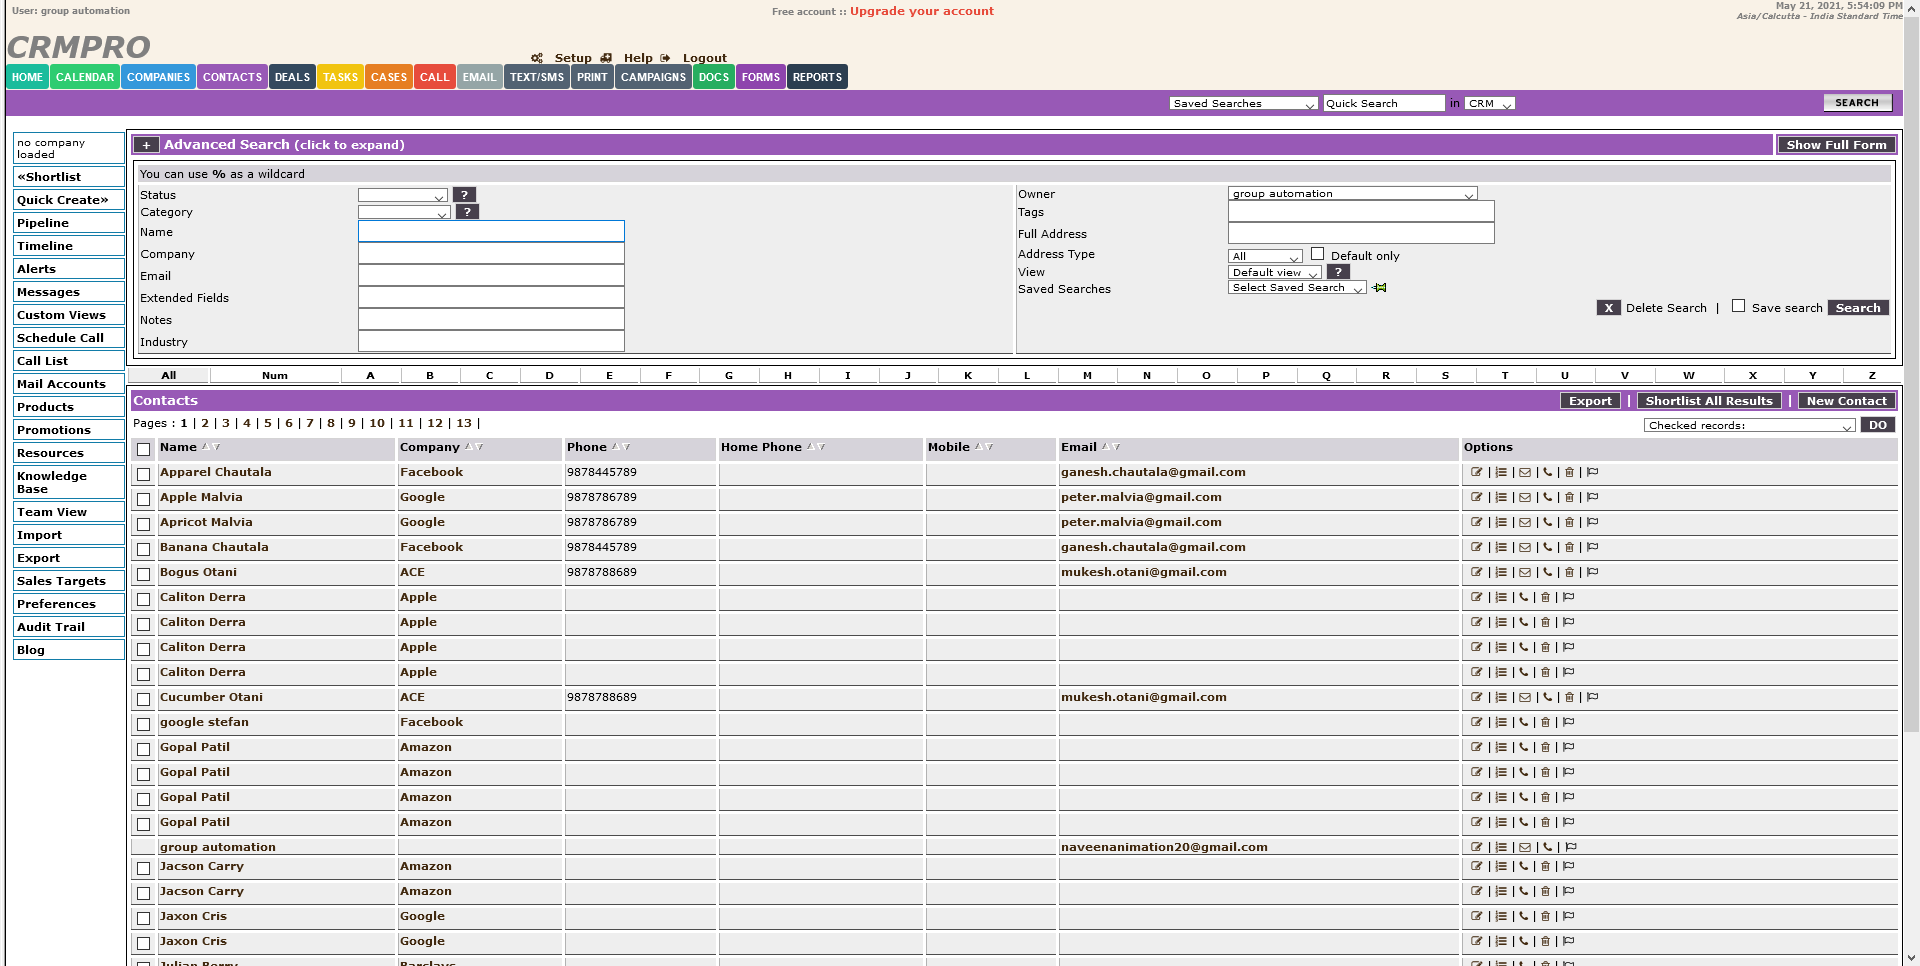 User: group automation
Free account :: Upgrade your account
May 21, 2021, 5:54:09 PM
Asia/Calcutta - India Standard Time
CRMPRO
Setup Help Logout
HOME CALENDAR COMPANIES CONTACTS DEALS TASKS CASES CALL EMAIL TEXT/SMS PRINT CAMPAIGNS DOCS FORMS REPORTS
Saved Searches Quick Search in CRM SEARCH
no company
loaded
«Shortlist
Quick Create»
Pipeline
Timeline
Alerts
Messages
Custom Views
Schedule Call
Call List
Mail Accounts
Products
Promotions
Resources
Knowledge
Base
Team View
Import
Export
Sales Targets
Preferences
Audit Trail
Blog
+ Advanced Search (click to expand) Show Full Form
You can use % as a wildcard
Status ?
Category ?
Name
Company
Email
Extended Fields
Notes
Industry
Owner group automation
Tags
Full Address
Address Type All Default only
View Default view ?
Saved Searches Select Saved Search
X Delete Search | Save search Search
All Num A B C D E F G H I J K L M N O P Q R S T U V W X Y Z
Contacts Export | Shortlist All Results | New Contact
Pages : 1 | 2 | 3 | 4 | 5 | 6 | 7 | 8 | 9 | 10 | 11 | 12 | 13 |
Checked records: DO
Name Company Phone Home Phone Mobile Email Options
Apparel Chautala Facebook 9878445789 ganesh.chautala@gmail.com | | | | |
Apple Malvia Google 9878786789 peter.malvia@gmail.com | | | | |
Apricot Malvia Google 9878786789 peter.malvia@gmail.com | | | | |
Banana Chautala Facebook 9878445789 ganesh.chautala@gmail.com | | | | |
Bogus Otani ACE 9878788689 mukesh.otani@gmail.com | | | | |
Caliton Derra Apple | | | |
Caliton Derra Apple | | | |
Caliton Derra Apple | | | |
Caliton Derra Apple | | | |
Cucumber Otani ACE 9878788689 mukesh.otani@gmail.com | | | | |
google stefan Facebook | | | |
Gopal Patil Amazon | | | |
Gopal Patil Amazon | | | |
Gopal Patil Amazon | | | |
Gopal Patil Amazon | | | |
group automation naveenanimation20@gmail.com | | | |
Jacson Carry Amazon | | | |
Jacson Carry Amazon | | | |
Jaxon Cris Google | | | |
Jaxon Cris Google | | | |